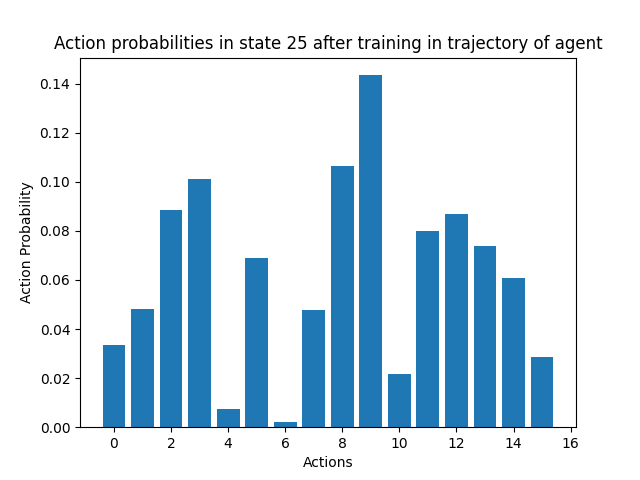 Action probabilities in state 25 after training in trajectory of agent
0.14
0.12
0.10
0.08
0.06
0.04
0.02
0.00
Action Probability
0 2 4 6 8 10 12 14 16
Actions